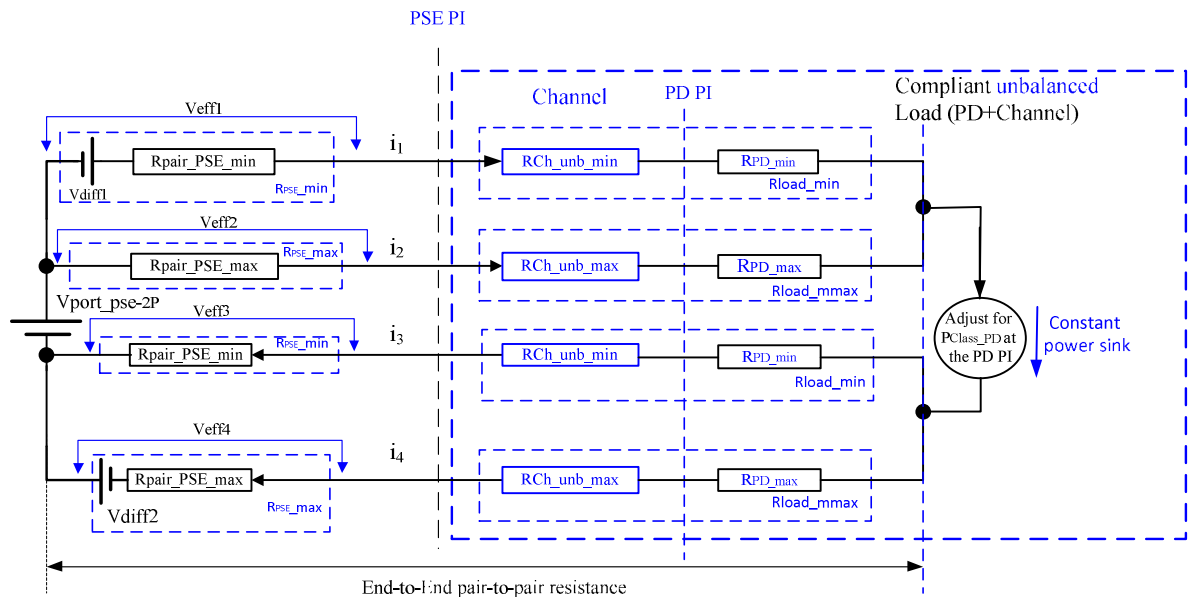 PSE PI
Compliant unbalanced
Load (PD+Channel)
Channel
PD PI
Veff1
Rpair_PSE_min
Vdiff1
RPSE_min
i1
RCh_unb_min
RPD_min
Rload_min
Veff2
Rpair_PSE_max
RPSE_max
i2
RCh_unb_max
RPD_max
Rload_mmax
Vport_pse-2P
Veff3
Rpair_PSE_min
RPSE_min
i3
RCh_unb_min
RPD_min
Rload_min
Adjust for
PClass_PD at
the PD PI
Constant
power sink
Veff4
Rpair_PSE_max
RPSE_max
Vdiff2
i4
RCh_unb_max
RPD_max
Rload_mmax
End-to-End pair-to-pair resistance